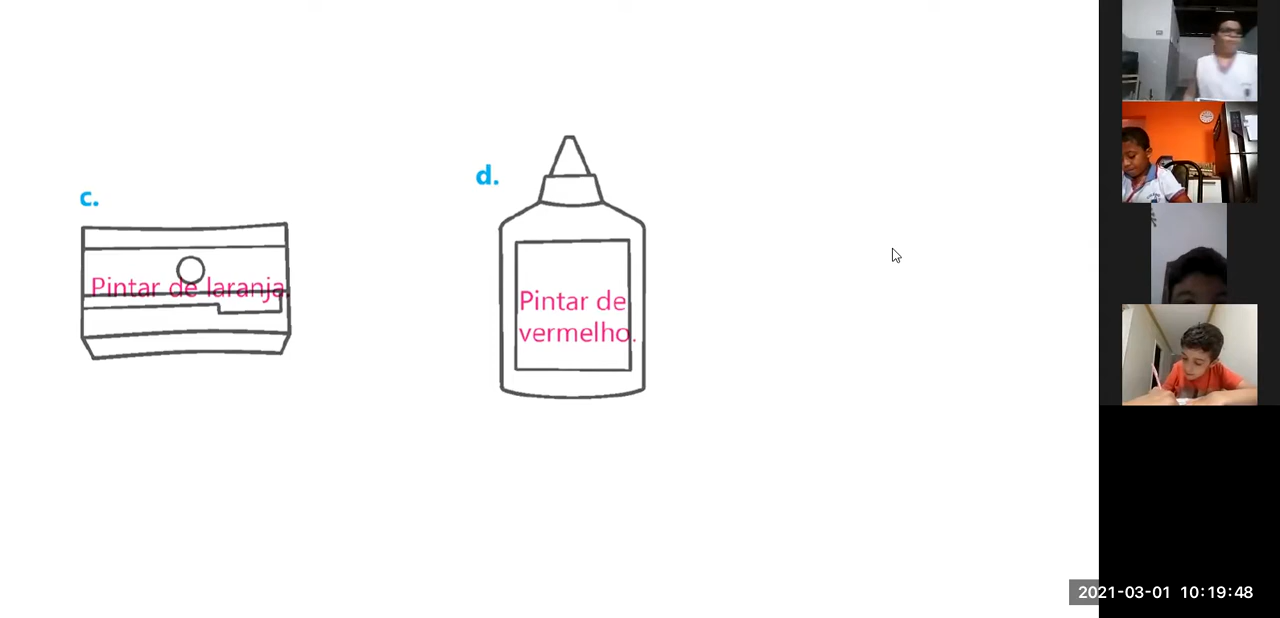 c.
Pintar de laranja.
d.
Pintar de
vermelho.
2021-03-01 10:19:48